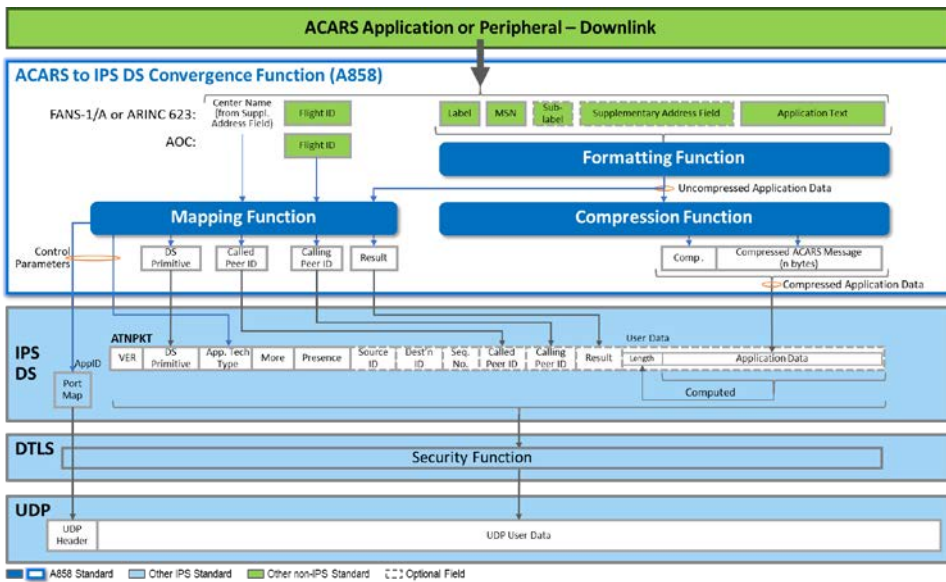 ACARS Application or Peripheral – Downlink
ACARS to IPS DS Convergence Function (A858)
FANS-1/A or ARINC 623:
Center Name
(from Suppl.
Address Field)
Flight ID
Label
MSN
Sub-
label
Supplementary Address Field
Application Text
AOC:
Flight ID
Formatting Function
Uncompressed Application Data
Mapping Function
Compression Function
Control
Parameters
DS
Primitive
Called
Peer ID
Calling
Peer ID
Result
Comp.
Compressed ACARS Message
(n bytes)
Compressed Application Data
IPS
DS
ATNPKT
User Data
AppID
VER
DS
Primitive
App. Tech
Type
More
Presence
Source
ID
Dest'n
ID
Seq.
No.
Called
Peer ID
Calling
Peer ID
Result
Length
Application Data
Port
Map
Computed
DTLS
Security Function
UDP
UDP
Header
UDP User Data
A858 Standard
Other IPS Standard
Other non-IPS Standard
Optional Field